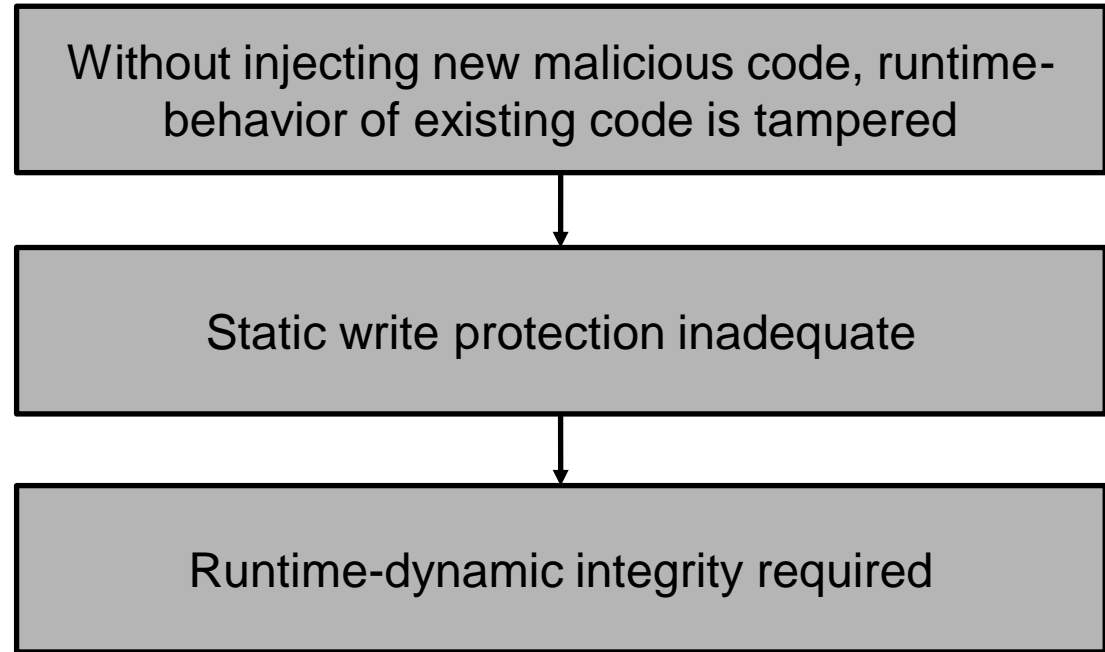 Without injecting new malicious code, runtime-
behavior of existing code is tampered
Static write protection inadequate
Runtime-dynamic integrity required